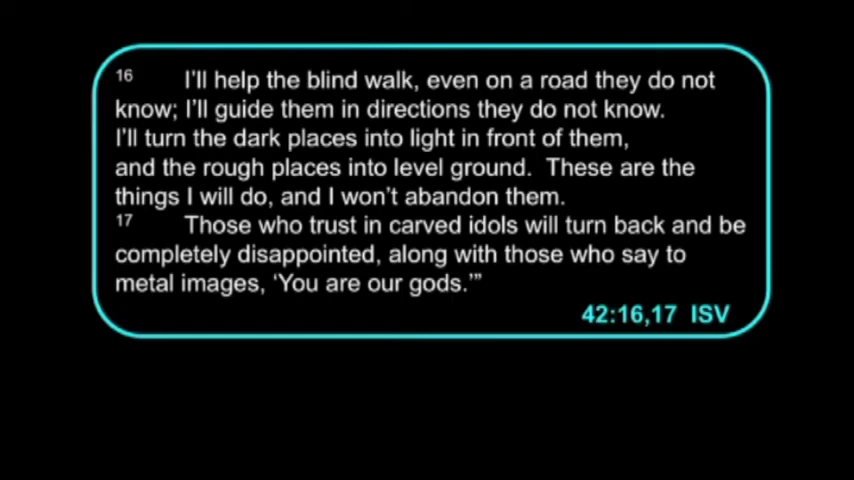 16 I'll help the blind walk, even on a road they do not
know; I'll guide them in directions they do not know.
I'll turn the dark places into light in front of them,
and the rough places into level ground. These are the
things I will do, and I won't abandon them.
17 Those who trust in carved idols will turn back and be
completely disappointed, along with those who say to
metal images, ‘You are our gods.’”
42:16,17 ISV